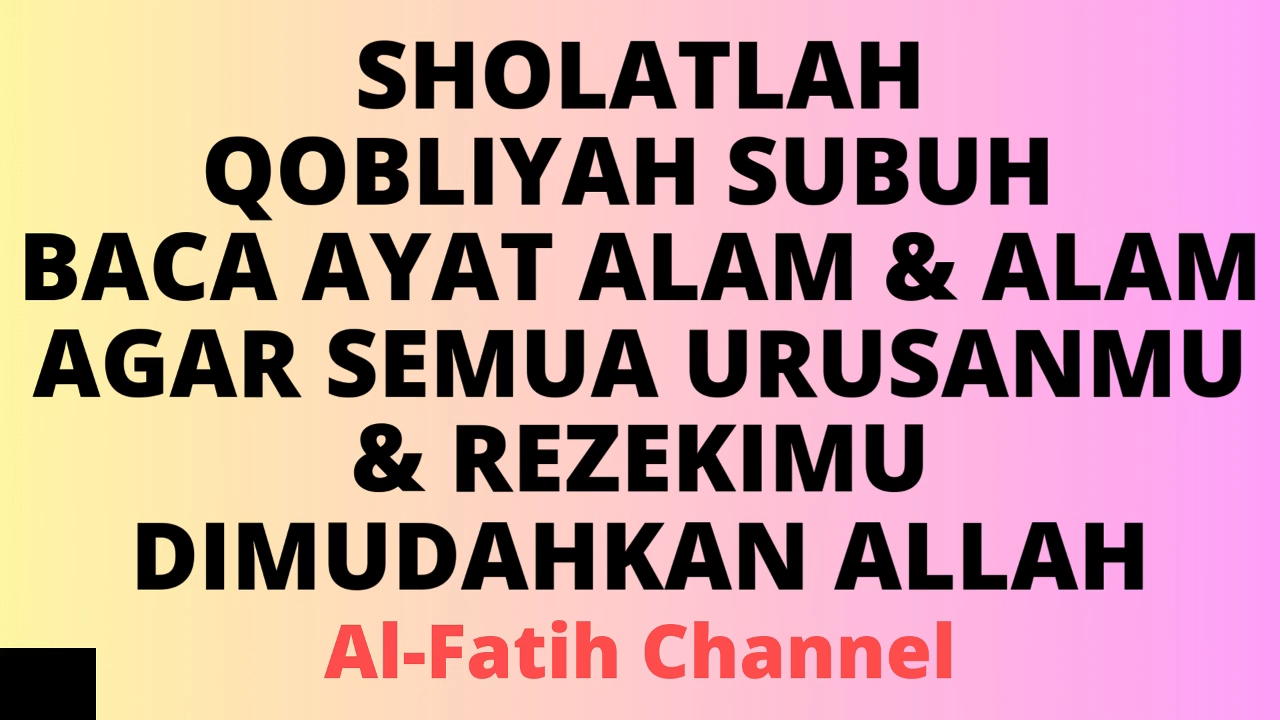 SHOLATLAH
QOBLIYAH SUBUH
BACA AYAT ALAM & ALAM
AGAR SEMUA URUSANMU
& REZEKIMU
DIMUDAHKAN ALLAH
Al-Fatih Channel